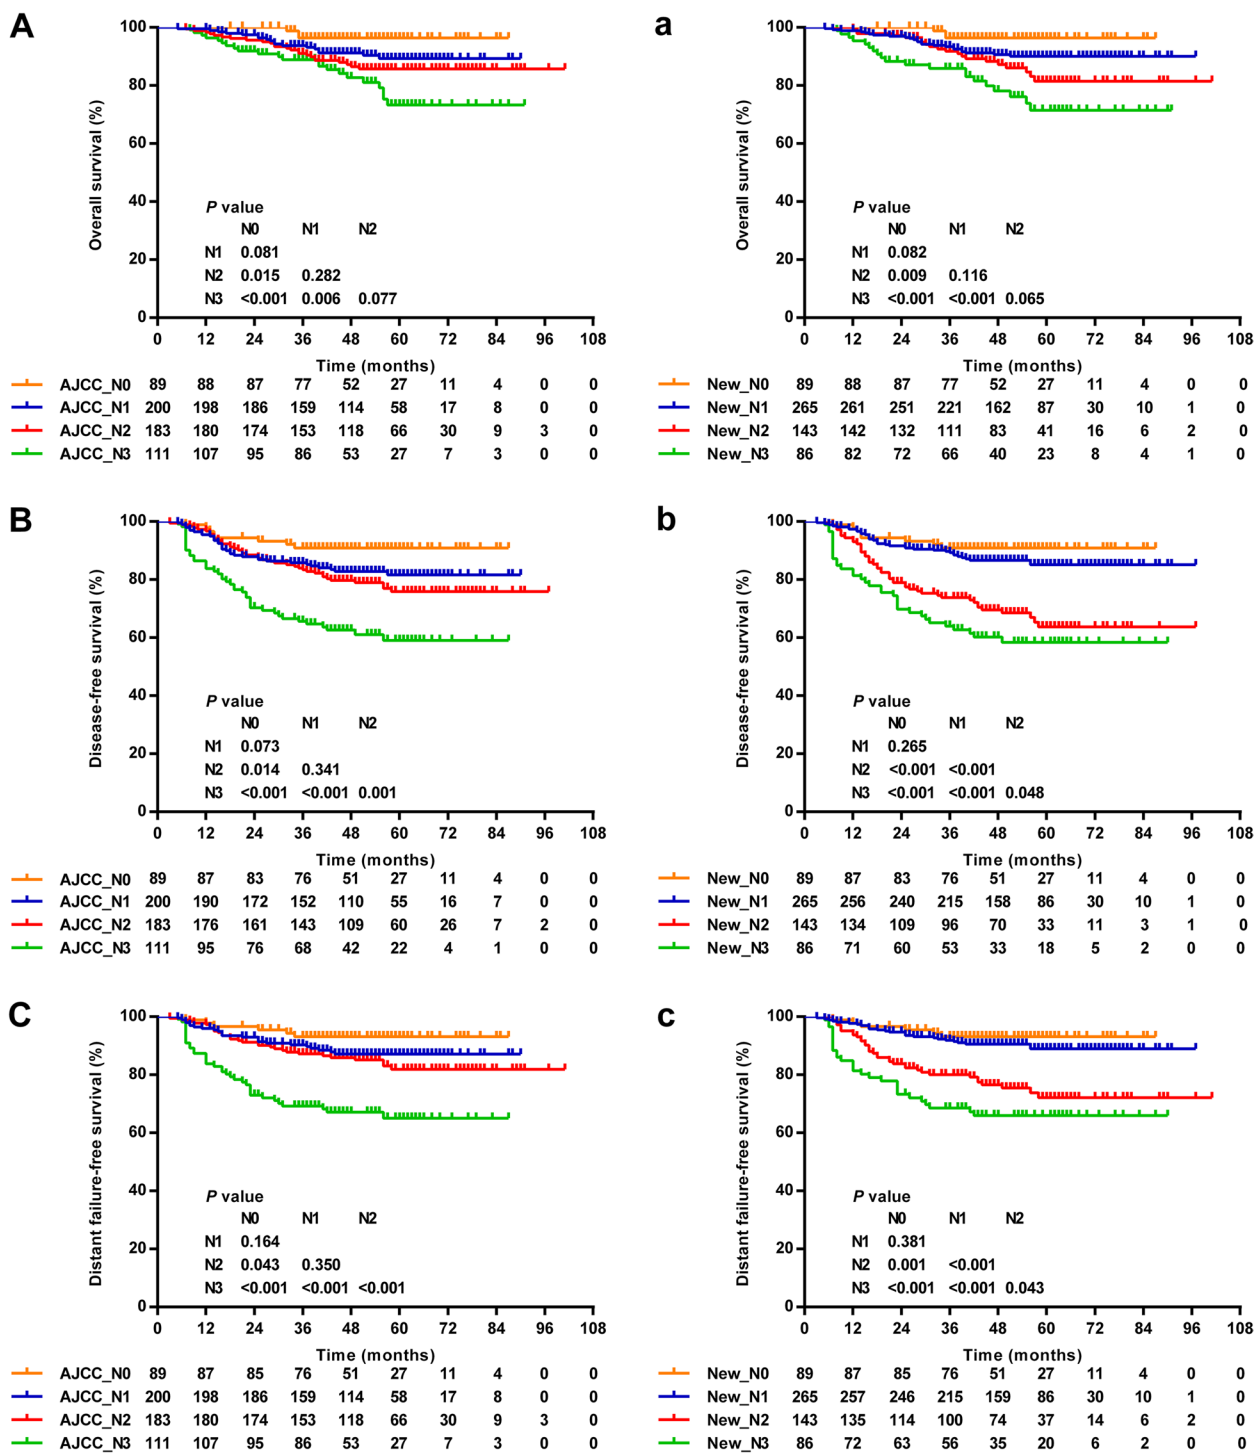 A
100
80
60
40
20
0
Overall survival (%)
P value
N0 N1 N2
N1 0.081
N2 0.015 0.282
N3 <0.001 0.006 0.077
0 12 24 36 48 60 72 84 96 108
Time (months)
AJCC_N0 89 88 87 77 52 27 11 4 0 0
AJCC_N1 200 198 186 159 114 58 17 8 0 0
AJCC_N2 183 180 174 153 118 66 30 9 3 0
AJCC_N3 111 107 95 86 53 27 7 3 0 0
a
100
80
60
40
20
0
Overall survival (%)
P value
N0 N1 N2
N1 0.082
N2 0.009 0.116
N3 <0.001 <0.001 0.065
0 12 24 36 48 60 72 84 96 108
Time (months)
New_N0 89 88 87 77 52 27 11 4 0 0
New_N1 265 261 251 221 162 87 30 10 1 0
New_N2 143 142 132 111 83 41 16 6 2 0
New_N3 86 82 72 66 40 23 8 4 1 0
B
100
80
60
40
20
0
Disease-free survival (%)
P value
N0 N1 N2
N1 0.073
N2 0.014 0.341
N3 <0.001 <0.001 0.001
0 12 24 36 48 60 72 84 96 108
Time (months)
AJCC_N0 89 87 83 76 51 27 11 4 0 0
AJCC_N1 200 190 172 152 110 55 16 7 0 0
AJCC_N2 183 176 161 143 109 60 26 7 2 0
AJCC_N3 111 95 76 68 42 22 4 1 0 0
b
100
80
60
40
20
0
Disease-free survival (%)
P value
N0 N1 N2
N1 0.265
N2 <0.001 <0.001
N3 <0.001 <0.001 0.048
0 12 24 36 48 60 72 84 96 108
Time (months)
New_N0 89 87 83 76 51 27 11 4 0 0
New_N1 265 256 240 215 158 86 30 10 1 0
New_N2 143 134 109 96 70 33 11 3 1 0
New_N3 86 71 60 53 33 18 5 2 0 0
C
100
80
60
40
20
0
Distant failure-free survival (%)
P value
N0 N1 N2
N1 0.164
N2 0.043 0.350
N3 <0.001 <0.001 <0.001
0 12 24 36 48 60 72 84 96 108
Time (months)
AJCC_N0 89 87 85 76 51 27 11 4 0 0
AJCC_N1 200 198 186 159 114 58 17 8 0 0
AJCC_N2 183 180 174 153 118 66 30 9 3 0
AJCC_N3 111 107 95 86 53 27 7 3 0 0
c
100
80
60
40
20
0
Distant failure-free survival (%)
P value
N0 N1 N2
N1 0.381
N2 0.001 <0.001
N3 <0.001 <0.001 0.043
0 12 24 36 48 60 72 84 96 108
Time (months)
New_N0 89 87 85 76 51 27 11 4 0 0
New_N1 265 257 246 215 159 86 30 10 1 0
New_N2 143 135 114 100 74 37 14 6 2 0
New_N3 86 72 63 56 35 20 6 2 0 0